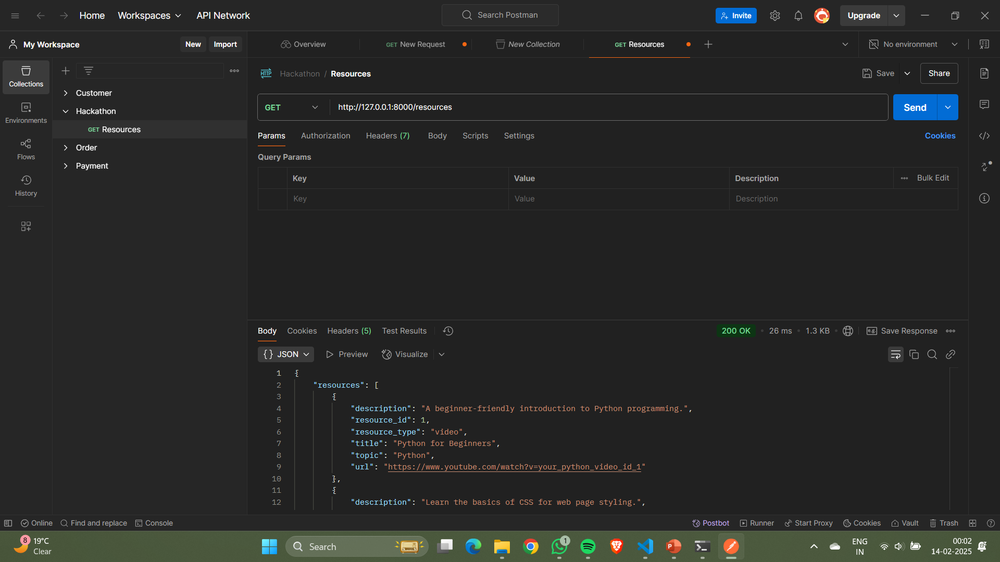 Home Workspaces API Network Search Postman Invite Upgrade
My Workspace New Import Overview GET New Request New Collection GET Resources No environment
Collections
Environments
Flows
History
Customer
Hackathon
GET Resources
Order
Payment
HTTP Hackathon / Resources Save Share
GET http://127.0.0.1:8000/resources Send
Params Authorization Headers (7) Body Scripts Settings Cookies
Query Params
Key Value Description Bulk Edit
Key Value Description
Body Cookies Headers (5) Test Results 200 OK 26 ms 1.3 KB e.g. Save Response
{} JSON Preview Visualize
1 {
2 "resources": [
3 {
4 "description": "A beginner-friendly introduction to Python programming.",
5 "resource_id": 1,
6 "resource_type": "video",
7 "title": "Python for Beginners",
8 "topic": "Python",
9 "url": "https://www.youtube.com/watch?v=your_python_video_id_1"
10 },
11 {
12 "description": "Learn the basics of CSS for web page styling.",
Online Find and replace Console Postbot Runner Start Proxy Cookies Vault Trash
8 19°C
Clear
Search
1
ENG
IN
00:02
14-02-2025